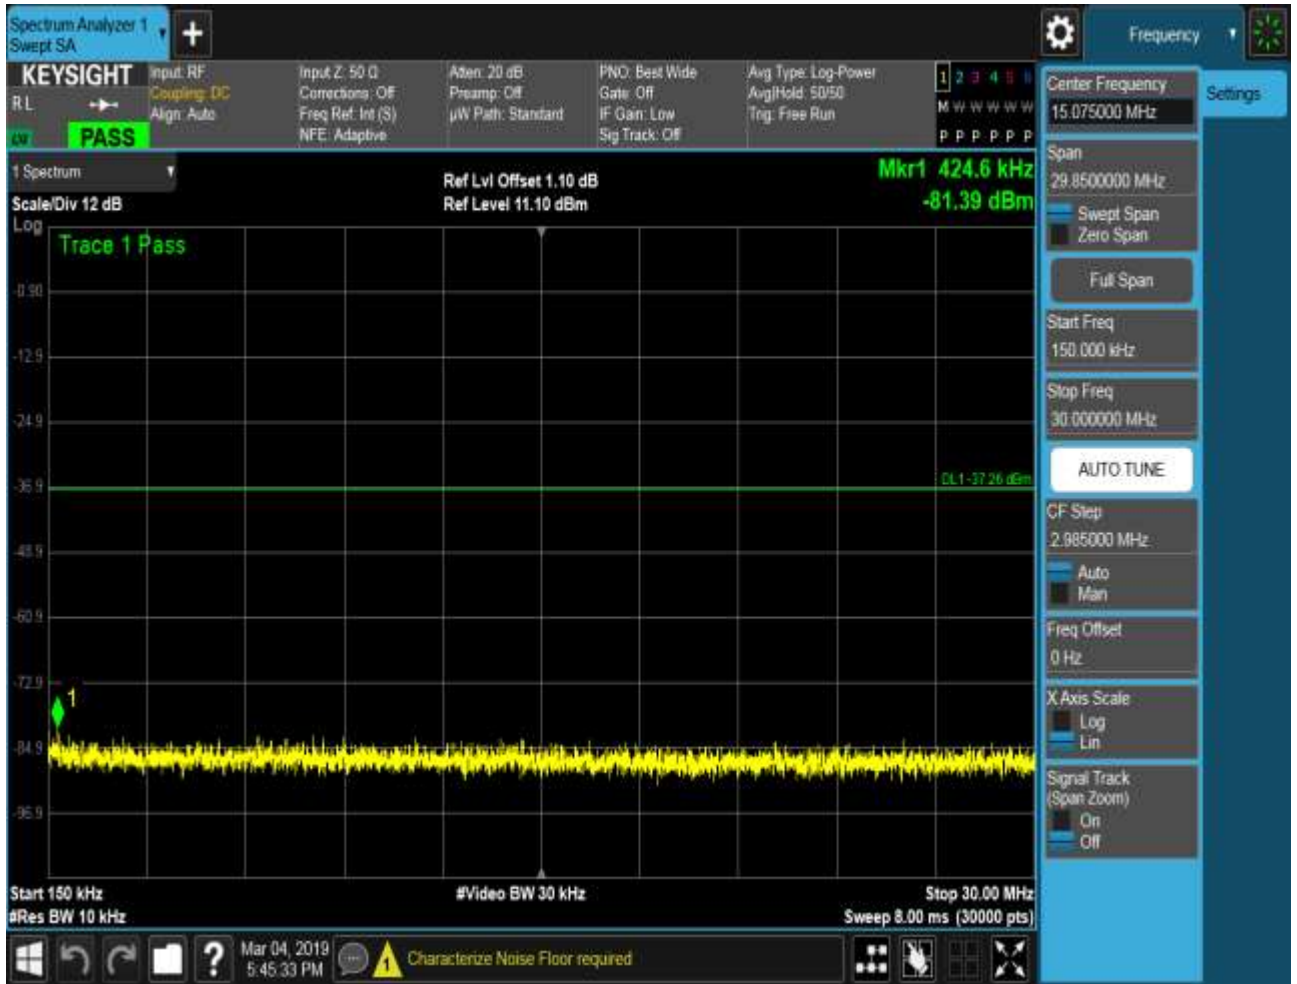 Spectrum Analyzer 1
Swept SA
+
Frequency
KEYSIGHT
R L
PASS
Input: RF
Coupling: DC
Align: Auto
Input Z: 50 Ω
Corrections: Off
Freq Ref: Int (S)
NFE: Adaptive
Atten: 20 dB
Preamp: Off
µW Path: Standard
PNO: Best Wide
Gate: Off
IF Gain: Low
Sig Track: Off
Avg Type: Log-Power
Avg|Hold: 50/50
Trig: Free Run
1 2 3 4 5 6
M W W W W W
P P P P P P
1 Spectrum
Scale/Div 12 dB
Ref Lvl Offset 1.10 dB
Ref Level 11.10 dBm
Mkr1 424.6 kHz
-81.39 dBm
Log
Trace 1 Pass
-0.90
-12.9
-24.9
-36.9
DL1 -37.26 dBm
-48.9
-60.9
-72.9
1
-84.9
-96.9
Start 150 kHz
#Video BW 30 kHz
Stop 30.00 MHz
#Res BW 10 kHz
Sweep 8.00 ms (30000 pts)
Center Frequency
15.075000 MHz
Settings
Span
29.8500000 MHz
Swept Span
Zero Span
Full Span
Start Freq
150.000 kHz
Stop Freq
30.000000 MHz
AUTO TUNE
CF Step
2.985000 MHz
Auto
Man
Freq Offset
0 Hz
X Axis Scale
Log
Lin
Signal Track
(Span Zoom)
On
Off
?
Mar 04, 2019
5:45:33 PM
1
Characterize Noise Floor required